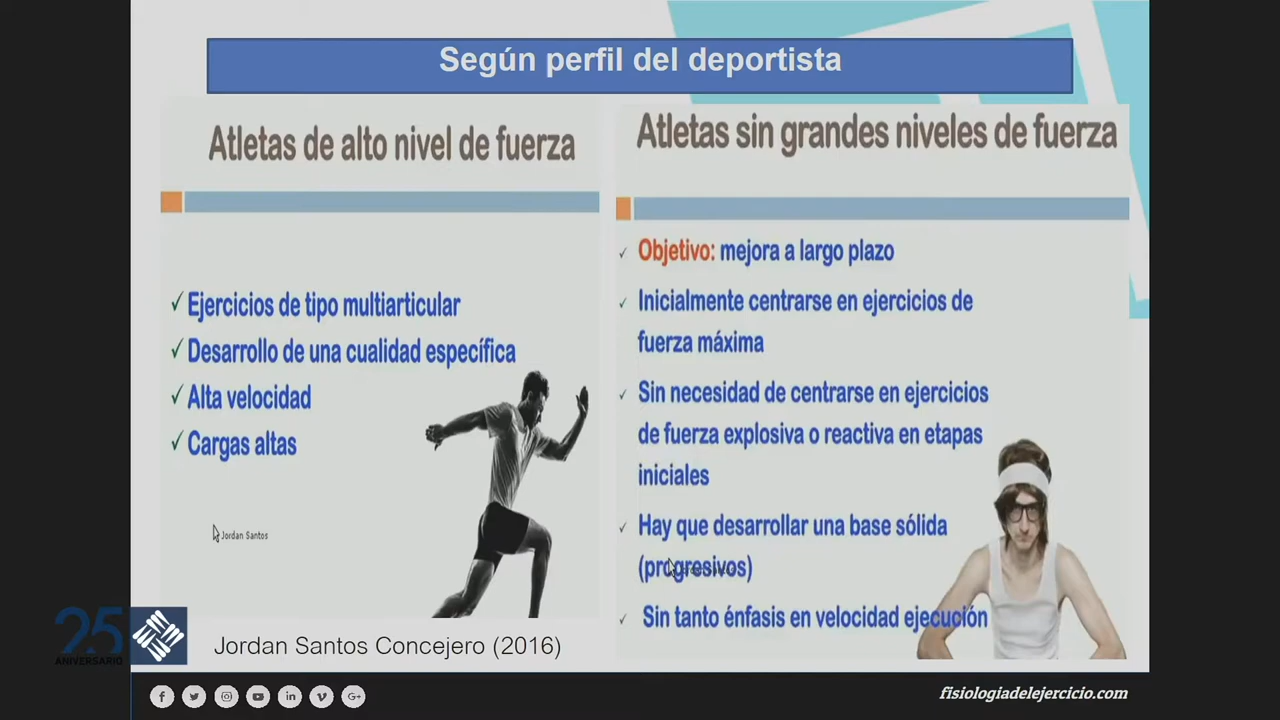 Según perfil del deportista
Atletas de alto nivel de fuerza
Ejercicios de tipo multiarticular
Desarrollo de una cualidad específica
Alta velocidad
Cargas altas
Jordan Santos
Jordan Santos Concejero (2016)
Atletas sin grandes niveles de fuerza
Objetivo: mejora a largo plazo
Inicialmente centrarse en ejercicios de
fuerza máxima
Sin necesidad de centrarse en ejercicios
de fuerza explosiva o reactiva en etapas
iniciales
Hay que desarrollar una base sólida
(progresivos)
Sin tanto énfasis en velocidad ejecución
25
ANIVERSARIO
fisiologiadelejercicio.com